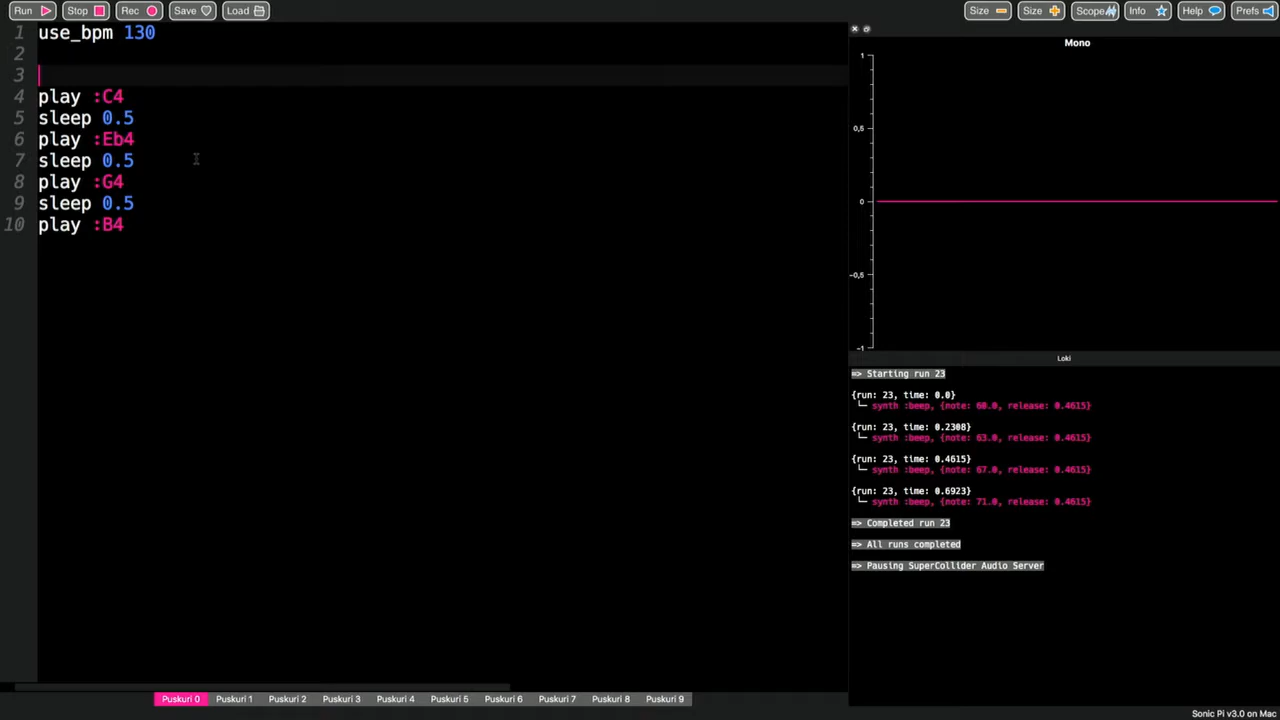 Run Stop Rec Save Load Size Size Scope Info Help Prefs
1 use_bpm 130
2
3
4 play :C4
5 sleep 0.5
6 play :Eb4
7 sleep 0.5
8 play :G4
9 sleep 0.5
10 play :B4
Mono
1
0,5
0
-0,5
-1
Loki
=> Starting run 23
{run: 23, time: 0.0}
└─ synth :beep, {note: 60.0, release: 0.4615}
{run: 23, time: 0.2308}
└─ synth :beep, {note: 63.0, release: 0.4615}
{run: 23, time: 0.4615}
└─ synth :beep, {note: 67.0, release: 0.4615}
{run: 23, time: 0.6923}
└─ synth :beep, {note: 71.0, release: 0.4615}
=> Completed run 23
=> All runs completed
=> Pausing SuperCollider Audio Server
Puskuri 0 Puskuri 1 Puskuri 2 Puskuri 3 Puskuri 4 Puskuri 5 Puskuri 6 Puskuri 7 Puskuri 8 Puskuri 9
Sonic Pi v3.0 on Mac